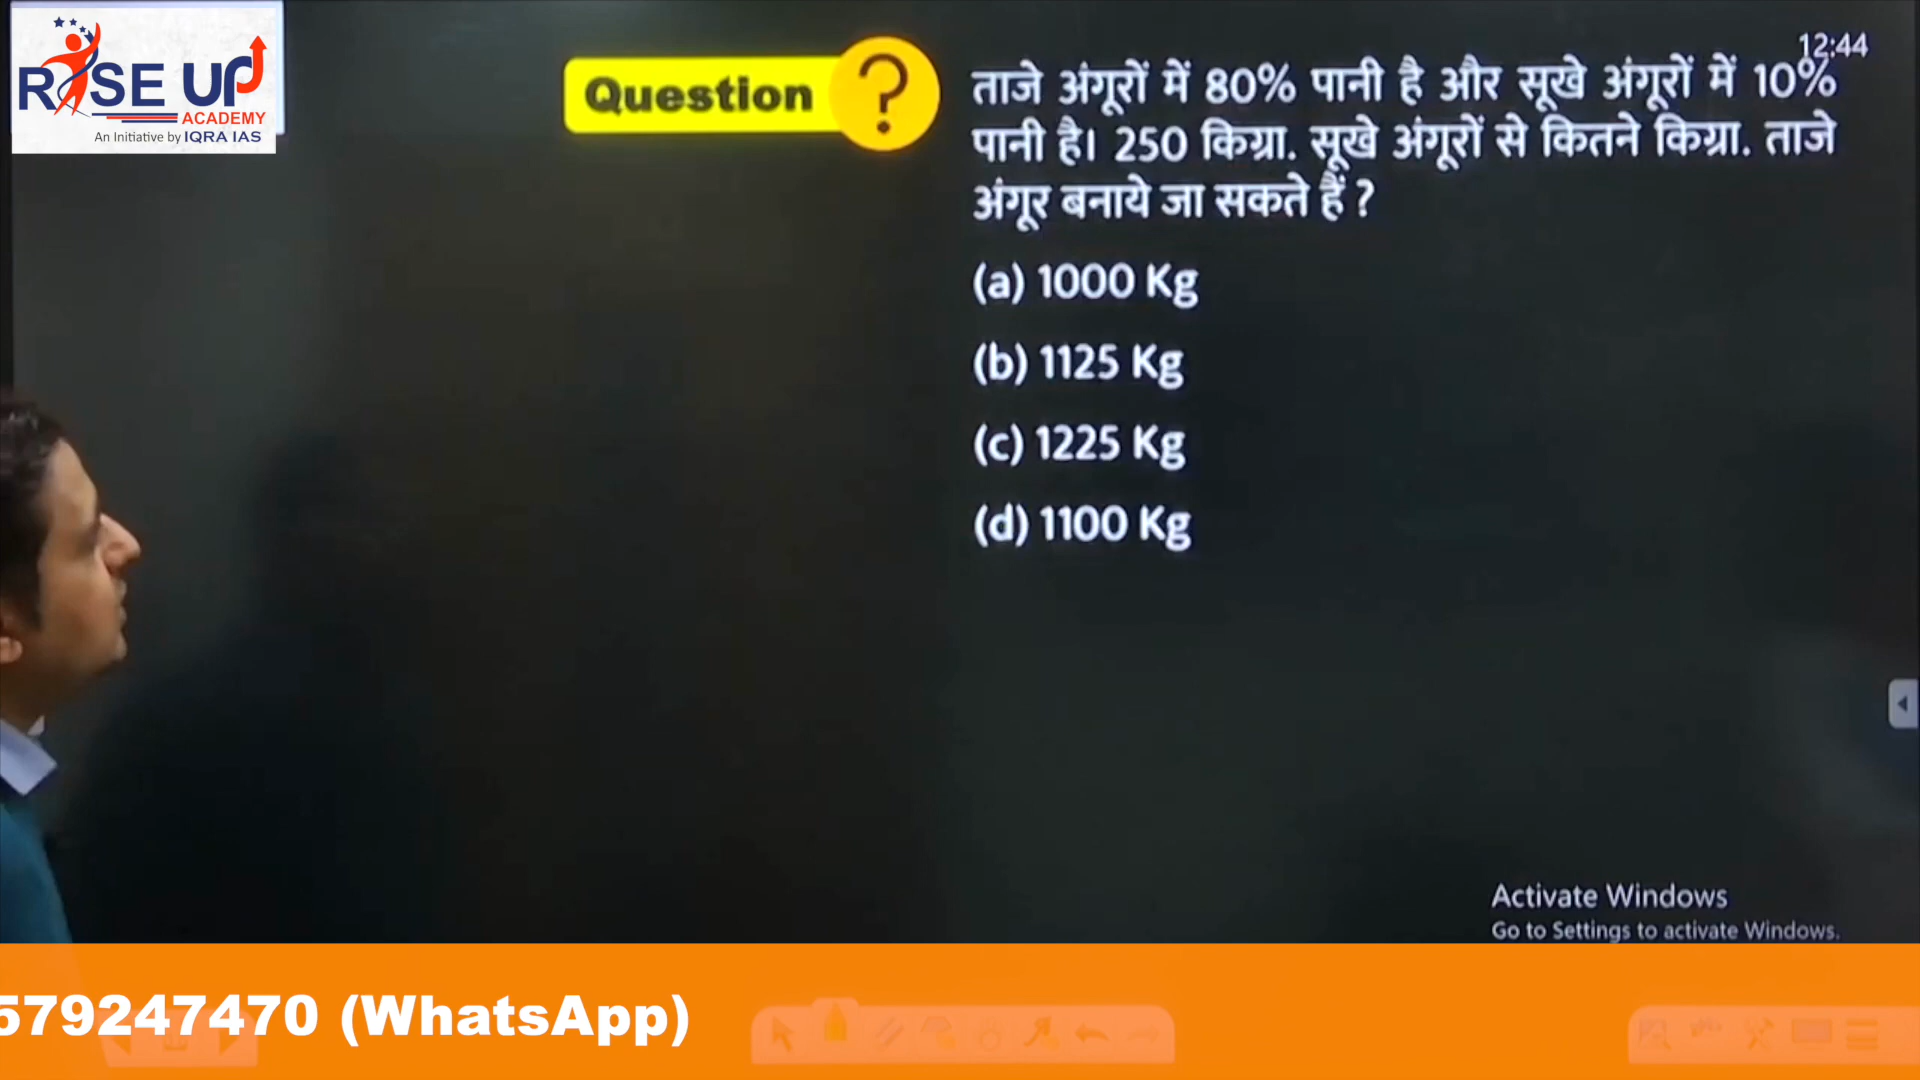 RISE UP
ACADEMY
An Initiative by IQRA IAS
Question ?
12:44
ताजे अंगूरों में 80% पानी है और सूखे अंगूरों में 10%
पानी है। 250 किग्रा. सूखे अंगूरों से कितने किग्रा. ताजे
अंगूर बनाये जा सकते हैं ?
(a) 1000 Kg
(b) 1125 Kg
(c) 1225 Kg
(d) 1100 Kg
Activate Windows
Go to Settings to activate Windows.
579247470 (WhatsApp)